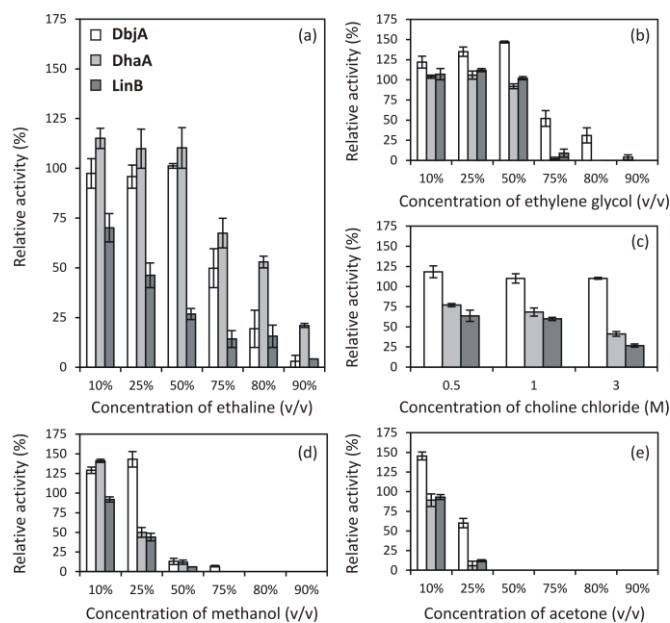 (a)
DbjA
DhaA
LinB
Relative activity (%)
175
150
125
100
75
50
25
0
10% 25% 50% 75% 80% 90%
Concentration of ethaline (v/v)
(b)
Relative activity (%)
175
150
125
100
75
50
25
0
10% 25% 50% 75% 80% 90%
Concentration of ethylene glycol (v/v)
(c)
Relative activity (%)
175
150
125
100
75
50
25
0
0.5 1 3
Concentration of choline chloride (M)
(d)
Relative activity (%)
175
150
125
100
75
50
25
0
10% 25% 50% 75% 80% 90%
Concentration of methanol (v/v)
(e)
Relative activity (%)
175
150
125
100
75
50
25
0
10% 25% 50% 75% 80% 90%
Concentration of acetone (v/v)